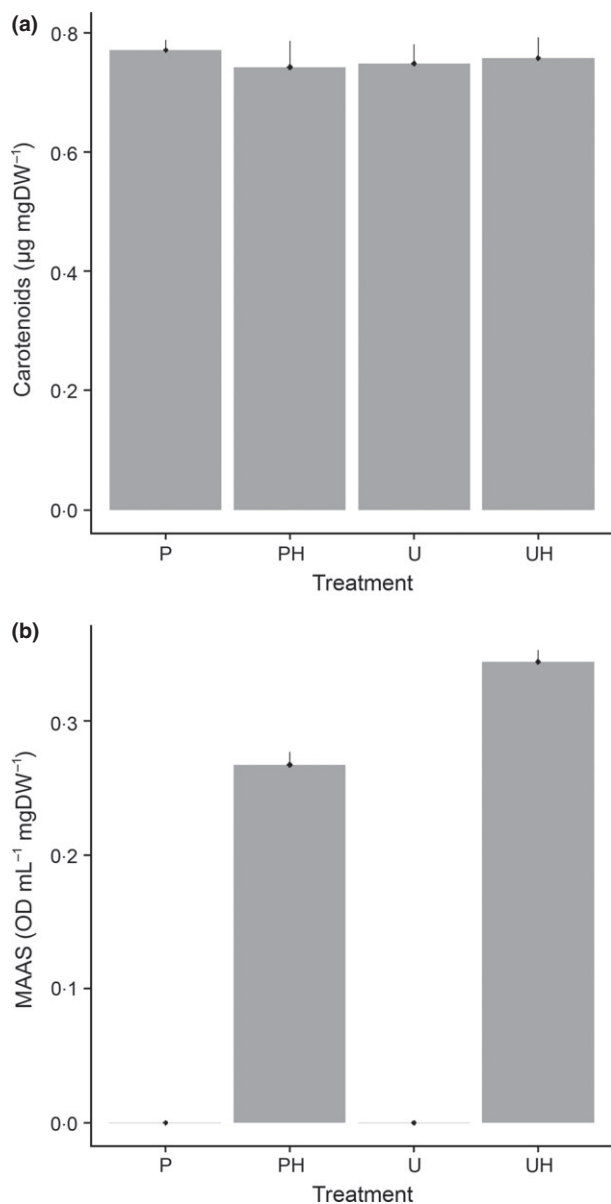 (a)
Carotenoids (µg mgDW⁻¹)
0·8
0·6
0·4
0·2
0·0
P PH U UH
Treatment
(b)
MAAS (OD mL⁻¹ mgDW⁻¹)
0·3
0·2
0·1
0·0
P PH U UH
Treatment